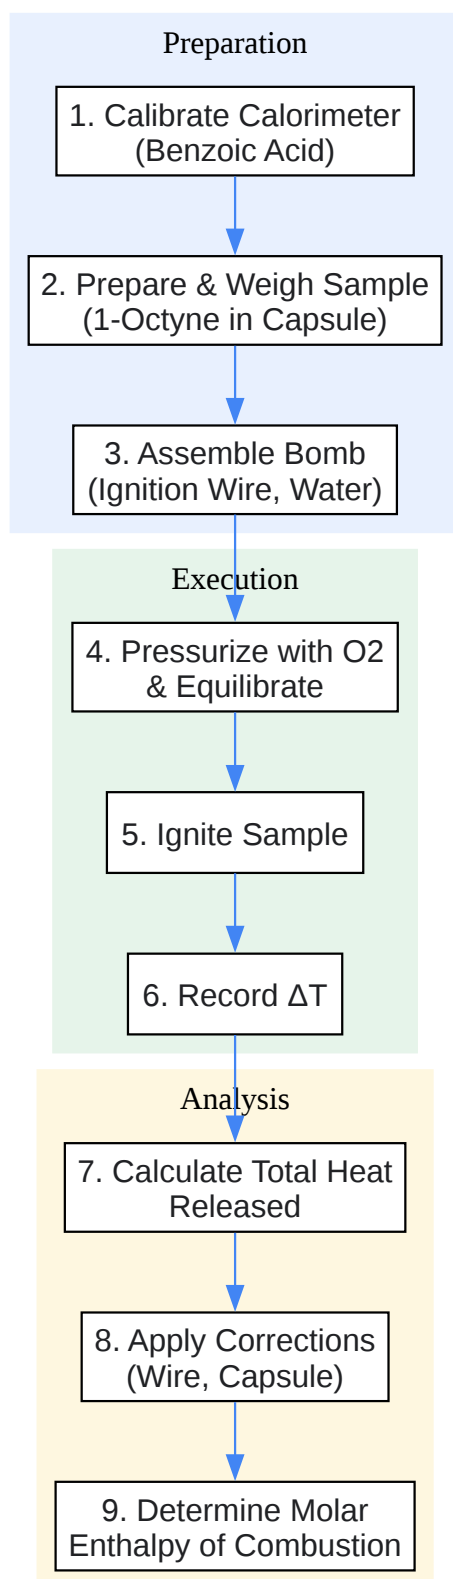 Preparation
1. Calibrate Calorimeter
(Benzoic Acid)
2. Prepare & Weigh Sample
(1-Octyne in Capsule)
3. Assemble Bomb
(Ignition Wire, Water)
Execution
4. Pressurize with O2
& Equilibrate
5. Ignite Sample
6. Record ΔT
Analysis
7. Calculate Total Heat
Released
8. Apply Corrections
(Wire, Capsule)
9. Determine Molar
Enthalpy of Combustion